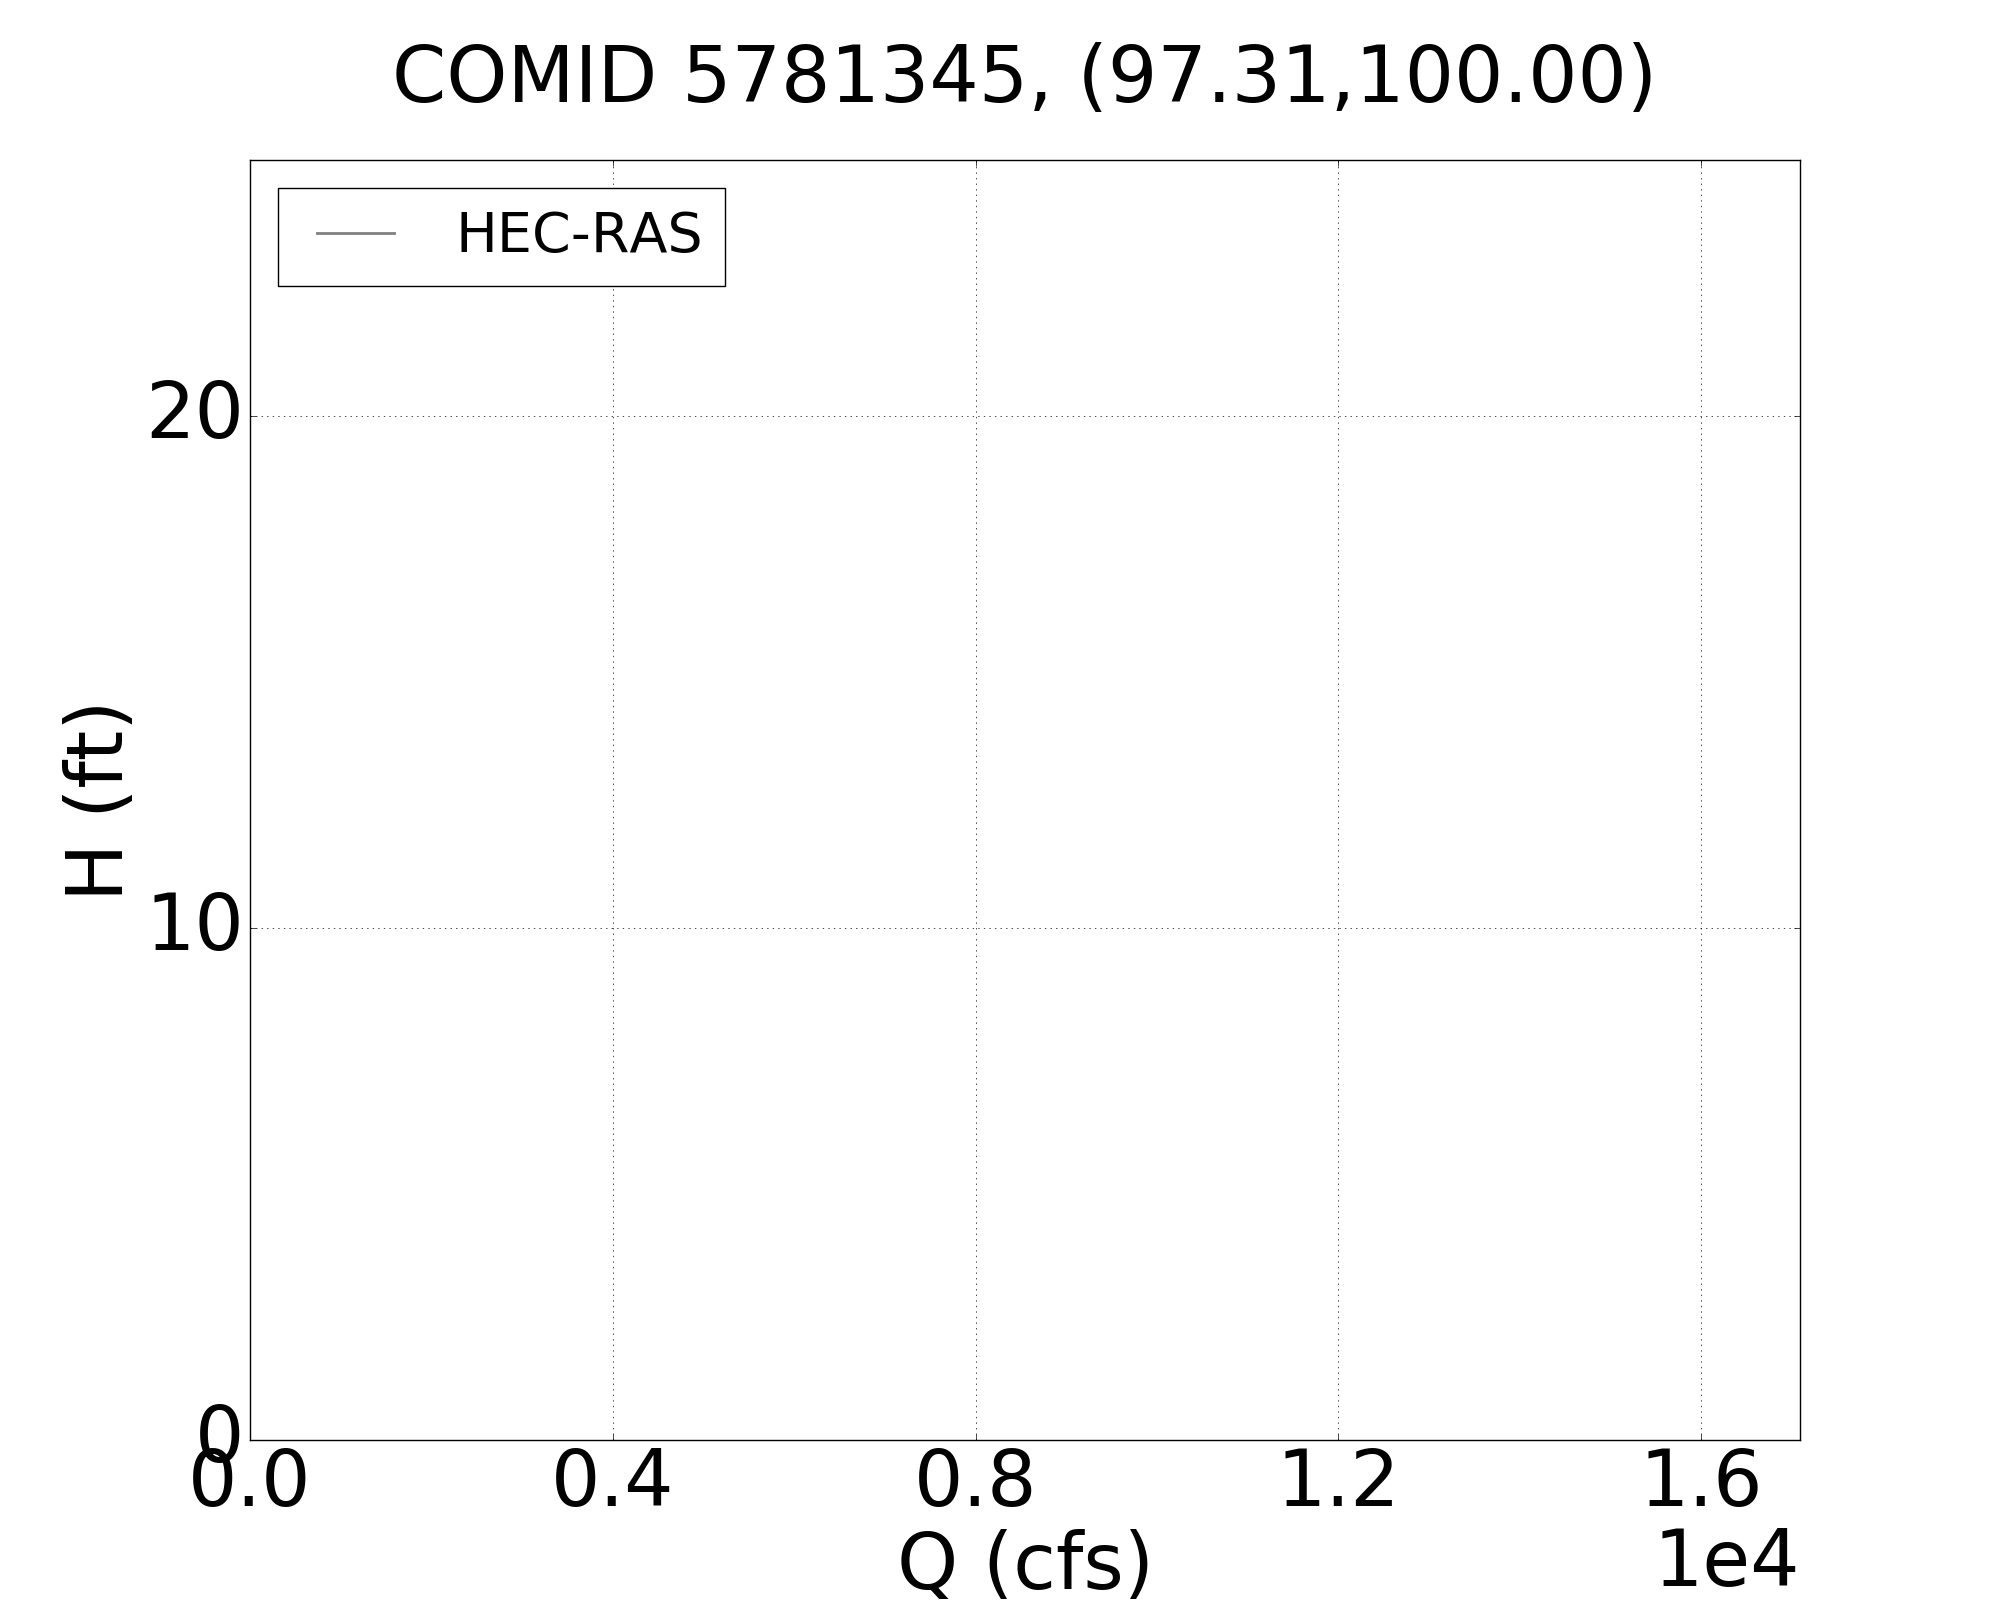 COMID 5781345, (97.31,100.00)
HEC-RAS
20
H (ft)
10
0
0.0 0.4 0.8 1.2 1.6
Q (cfs) 1e4